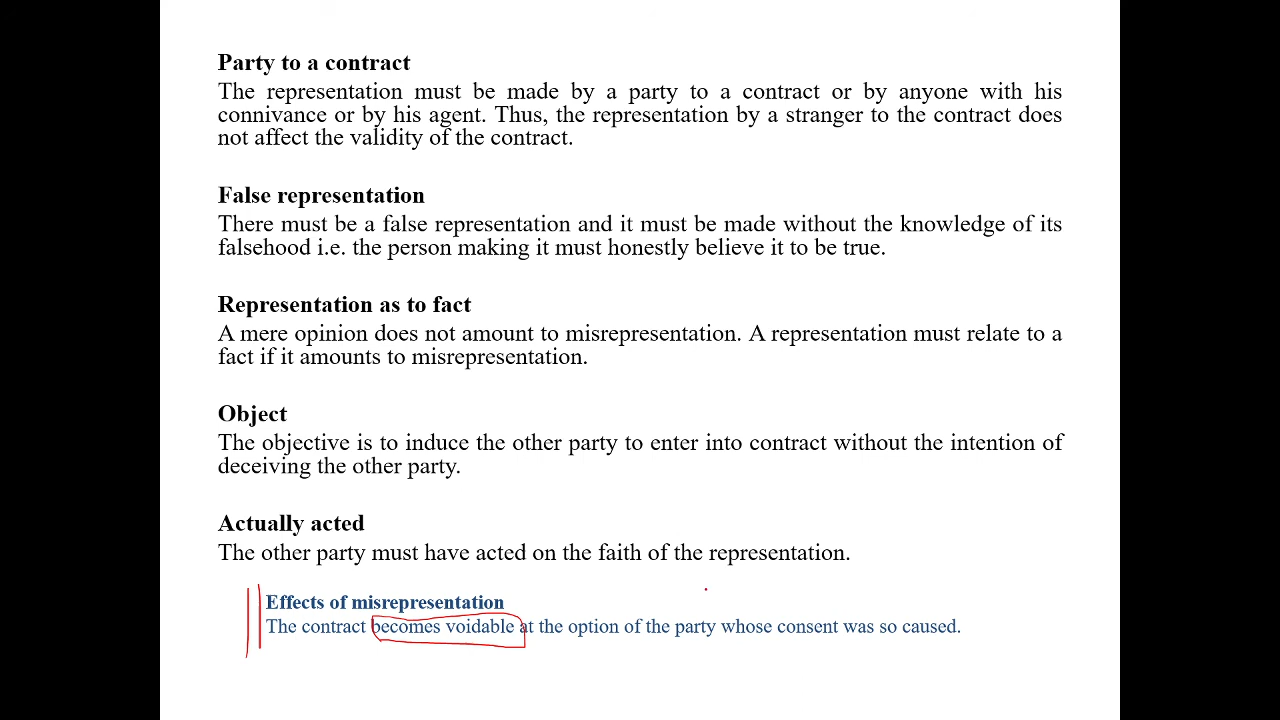 Party to a contract
The representation must be made by a party to a contract or by anyone with his
connivance or by his agent. Thus, the representation by a stranger to the contract does
not affect the validity of the contract.
False representation
There must be a false representation and it must be made without the knowledge of its
falsehood i.e. the person making it must honestly believe it to be true.
Representation as to fact
A mere opinion does not amount to misrepresentation. A representation must relate to a
fact if it amounts to misrepresentation.
Object
The objective is to induce the other party to enter into contract without the intention of
deceiving the other party.
Actually acted
The other party must have acted on the faith of the representation.
Effects of misrepresentation
The contract becomes voidable at the option of the party whose consent was so caused.